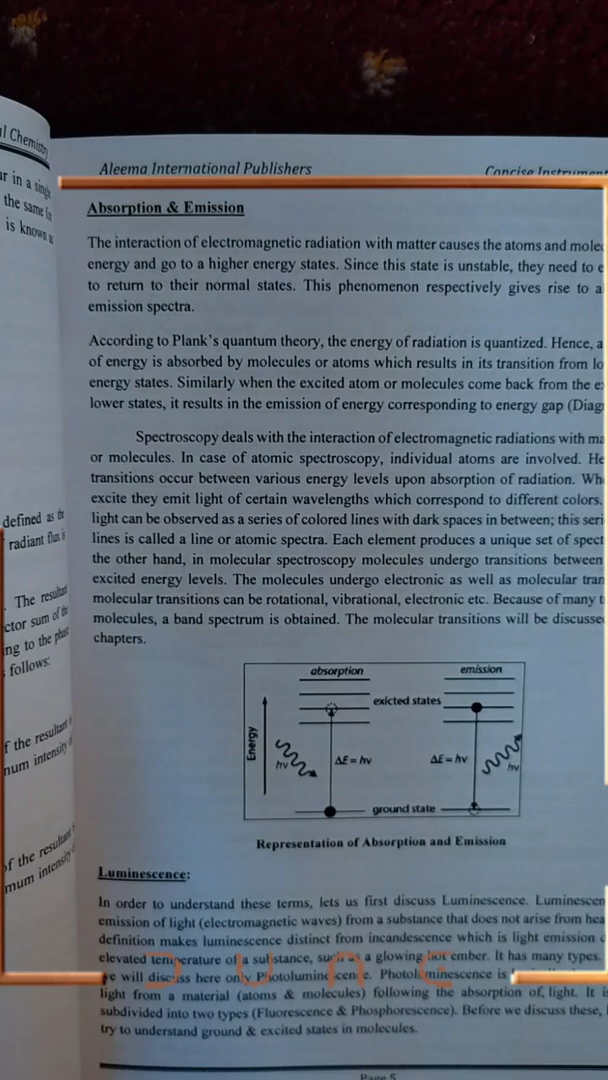 al Chemistry
ur in a single
the same for
is known as
defined as the
radiant flux is
. The resultant
ctor sum of the
ng to the phase
follows:
f the resultant
num intensity
of the resultant
mum intensity
Aleema International Publishers
Concise Instrument
Absorption & Emission
The interaction of electromagnetic radiation with matter causes the atoms and molec
energy and go to a higher energy states. Since this state is unstable, they need to e
to return to their normal states. This phenomenon respectively gives rise to a
emission spectra.
According to Plank's quantum theory, the energy of radiation is quantized. Hence, a
of energy is absorbed by molecules or atoms which results in its transition from lo
energy states. Similarly when the excited atom or molecules come back from the ex
lower states, it results in the emission of energy corresponding to energy gap (Diag
Spectroscopy deals with the interaction of electromagnetic radiations with ma
or molecules. In case of atomic spectroscopy, individual atoms are involved. He
transitions occur between various energy levels upon absorption of radiation. Wh
excite they emit light of certain wavelengths which correspond to different colors.
light can be observed as a series of colored lines with dark spaces in between; this seri
lines is called a line or atomic spectra. Each element produces a unique set of spect
the other hand, in molecular spectroscopy molecules undergo transitions between
excited energy levels. The molecules undergo electronic as well as molecular tran
molecular transitions can be rotational, vibrational, electronic etc. Because of many t
molecules, a band spectrum is obtained. The molecular transitions will be discusse
chapters.
absorption emission
exicted states
Energy
hv ΔE = hv ΔE = hv hv
ground state
Representation of Absorption and Emission
Luminescence:
In order to understand these terms, lets us first discuss Luminescence. Luminescen
emission of light (electromagnetic waves) from a substance that does not arise from hea
definition makes luminescence distinct from incandescence which is light emission
elevated temperature of a substance, such as a glowing hot ember. It has many types.
we will discuss here only Photoluminescence. Photoluminescence is
light from a material (atoms & molecules) following the absorption of light. It is
subdivided into two types (Fluorescence & Phosphorescence). Before we discuss these, l
try to understand ground & excited states in molecules.
Page 5